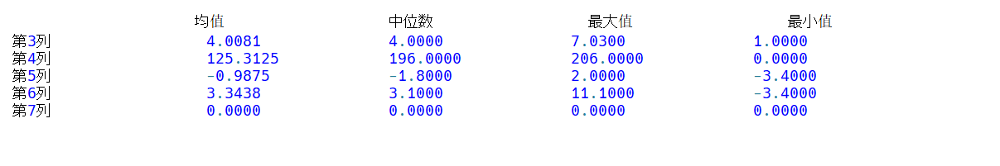 均值 中位数 最大值 最小值
第3列 4.0081 4.0000 7.0300 1.0000
第4列 125.3125 196.0000 206.0000 0.0000
第5列 -0.9875 -1.8000 2.0000 -3.4000
第6列 3.3438 3.1000 11.1000 -3.4000
第7列 0.0000 0.0000 0.0000 0.0000